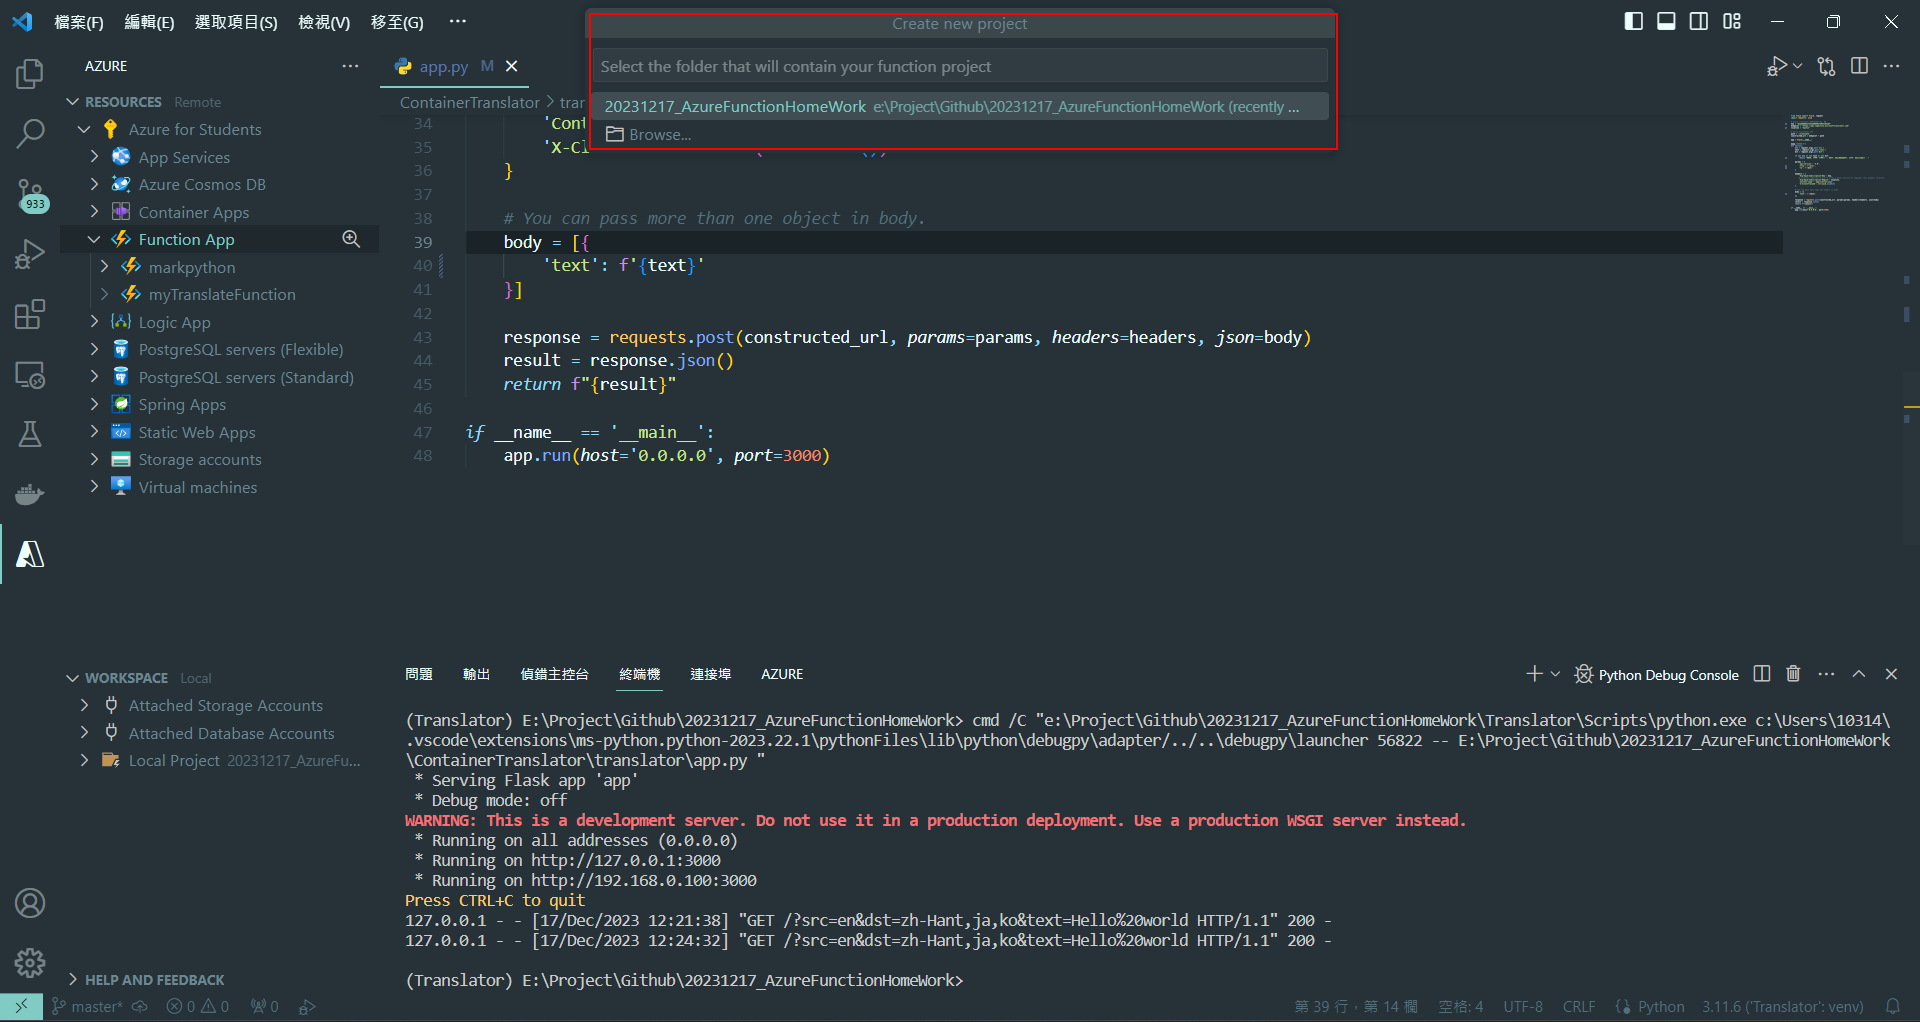 檔案(F) 編輯(E) 選取項目(S) 檢視(V) 移至(G) ···
Create new project
Select the folder that will contain your function project
20231217_AzureFunctionHomeWork e:\Project\Github\20231217_AzureFunctionHomeWork (recently ...
Browse...
AZURE
RESOURCES Remote
Azure for Students
App Services
Azure Cosmos DB
Container Apps
Function App
markpython
myTranslateFunction
Logic App
PostgreSQL servers (Flexible)
PostgreSQL servers (Standard)
Spring Apps
Static Web Apps
Storage accounts
Virtual machines
933
WORKSPACE Local
Attached Storage Accounts
Attached Database Accounts
Local Project 20231217_AzureFu...
HELP AND FEEDBACK
app.py M
ContainerTranslator > tran
34 'Cont
35 'X-Cl
36 }
37
38 # You can pass more than one object in body.
39 body = [{
40 'text': f'{text}'
41 }]
42
43 response = requests.post(constructed_url, params=params, headers=headers, json=body)
44 result = response.json()
45 return f"{result}"
46
47 if __name__ == '__main__':
48 app.run(host='0.0.0.0', port=3000)
問題 輸出 偵錯主控台 終端機 連接埠 AZURE
Python Debug Console
(Translator) E:\Project\Github\20231217_AzureFunctionHomeWork> cmd /C "e:\Project\Github\20231217_AzureFunctionHomeWork\Translator\Scripts\python.exe c:\Users\10314\
.vscode\extensions\ms-python.python-2023.22.1\pythonFiles\lib\python\debugpy\adapter/../..\debugpy\launcher 56822 -- E:\Project\Github\20231217_AzureFunctionHomeWork
\ContainerTranslator\translator\app.py "
* Serving Flask app 'app'
* Debug mode: off
WARNING: This is a development server. Do not use it in a production deployment. Use a production WSGI server instead.
* Running on all addresses (0.0.0.0)
* Running on http://127.0.0.1:3000
* Running on http://192.168.0.100:3000
Press CTRL+C to quit
127.0.0.1 - - [17/Dec/2023 12:21:38] "GET /?src=en&dst=zh-Hant,ja,ko&text=Hello%20world HTTP/1.1" 200 -
127.0.0.1 - - [17/Dec/2023 12:24:32] "GET /?src=en&dst=zh-Hant,ja,ko&text=Hello%20world HTTP/1.1" 200 -
(Translator) E:\Project\Github\20231217_AzureFunctionHomeWork>
master* 0 0 0
第 39 行，第 14 欄 空格: 4 UTF-8 CRLF Python 3.11.6 ('Translator': venv)